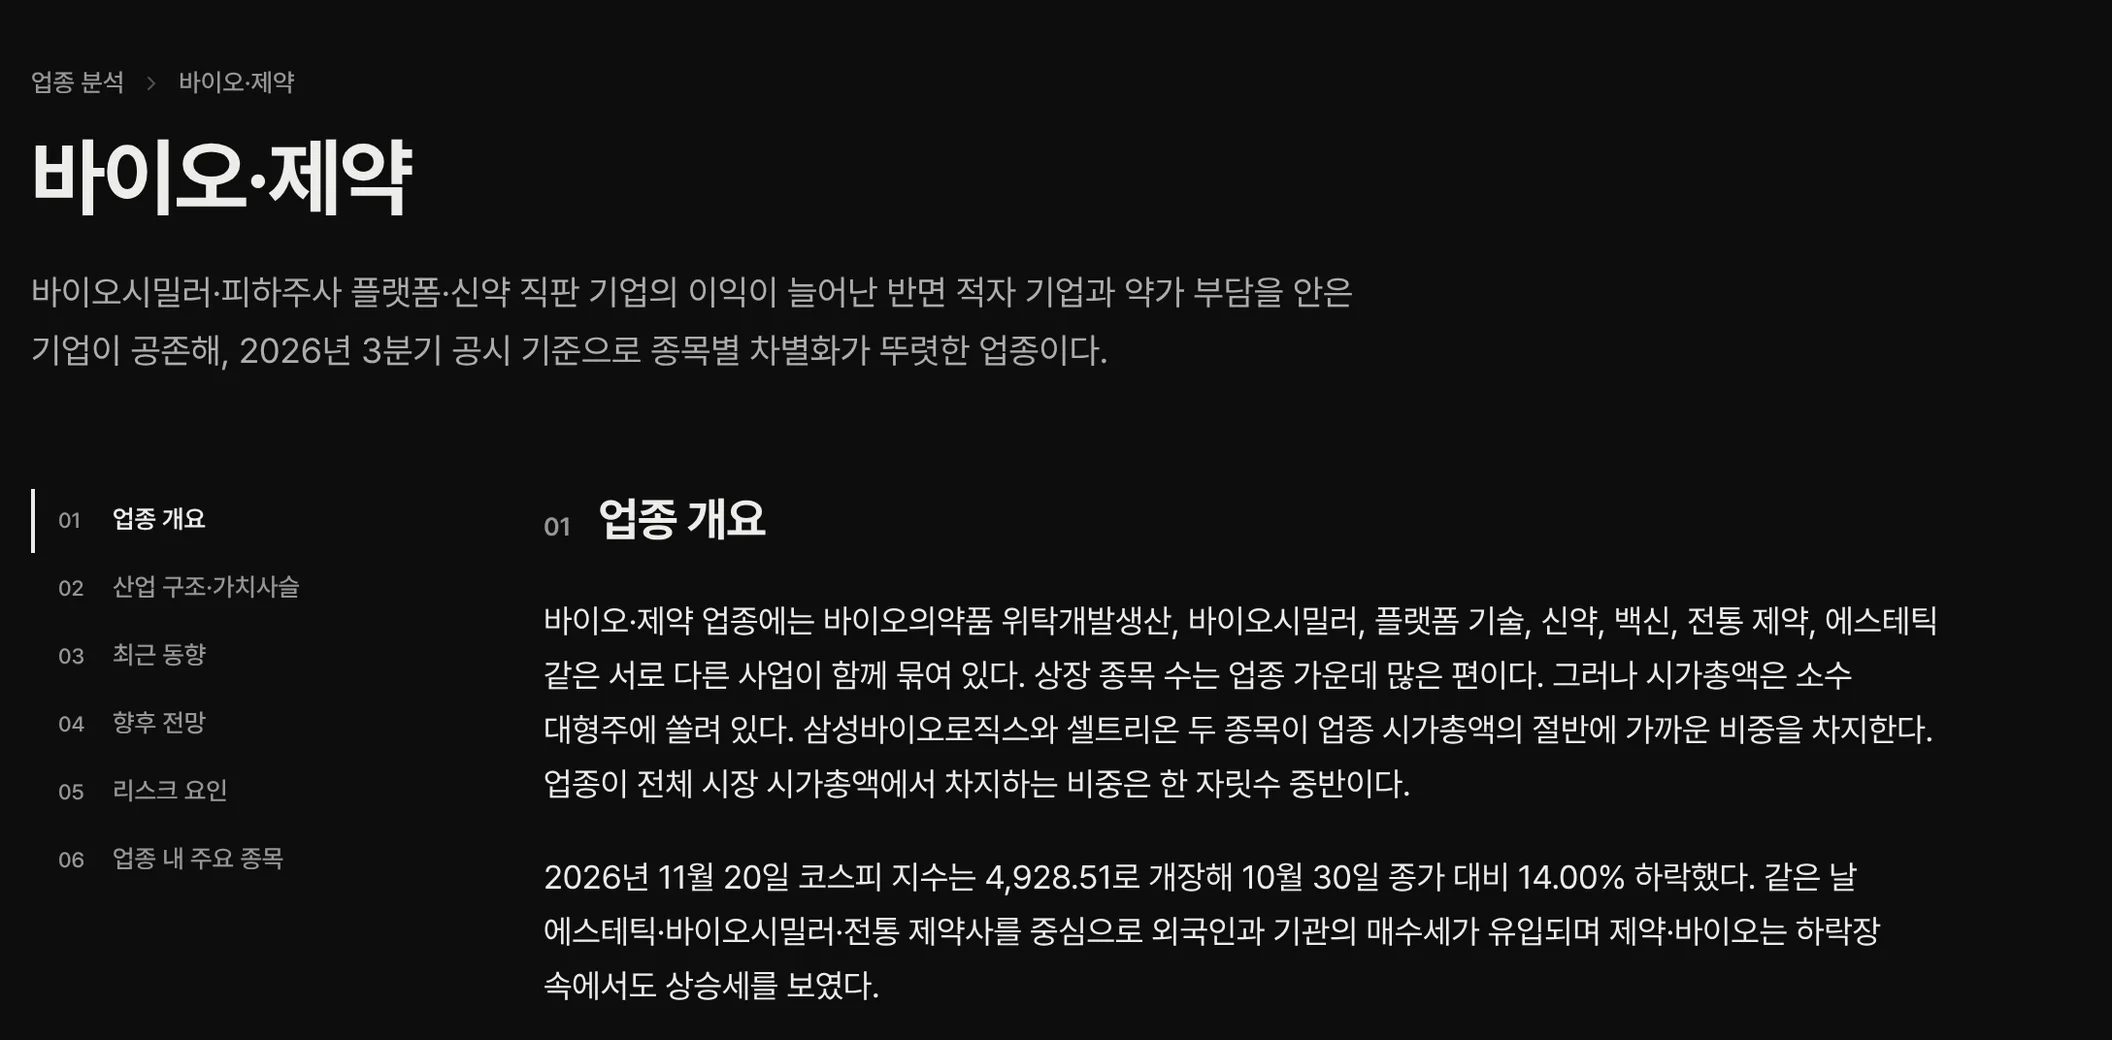 업종 분석 > 바이오·제약
바이오·제약
바이오시밀러·피하주사 플랫폼·신약 직판 기업의 이익이 늘어난 반면 적자 기업과 약가 부담을 안은
기업이 공존해, 2026년 3분기 공시 기준으로 종목별 차별화가 뚜렷한 업종이다.
01 업종 개요
02 산업 구조·가치사슬
03 최근 동향
04 향후 전망
05 리스크 요인
06 업종 내 주요 종목
01 업종 개요
바이오·제약 업종에는 바이오의약품 위탁개발생산, 바이오시밀러, 플랫폼 기술, 신약, 백신, 전통 제약, 에스테틱
같은 서로 다른 사업이 함께 묶여 있다. 상장 종목 수는 업종 가운데 많은 편이다. 그러나 시가총액은 소수
대형주에 쏠려 있다. 삼성바이오로직스와 셀트리온 두 종목이 업종 시가총액의 절반에 가까운 비중을 차지한다.
업종이 전체 시장 시가총액에서 차지하는 비중은 한 자릿수 중반이다.
2026년 11월 20일 코스피 지수는 4,928.51로 개장해 10월 30일 종가 대비 14.00% 하락했다. 같은 날
에스테틱·바이오시밀러·전통 제약사를 중심으로 외국인과 기관의 매수세가 유입되며 제약·바이오는 하락장
속에서도 상승세를 보였다.